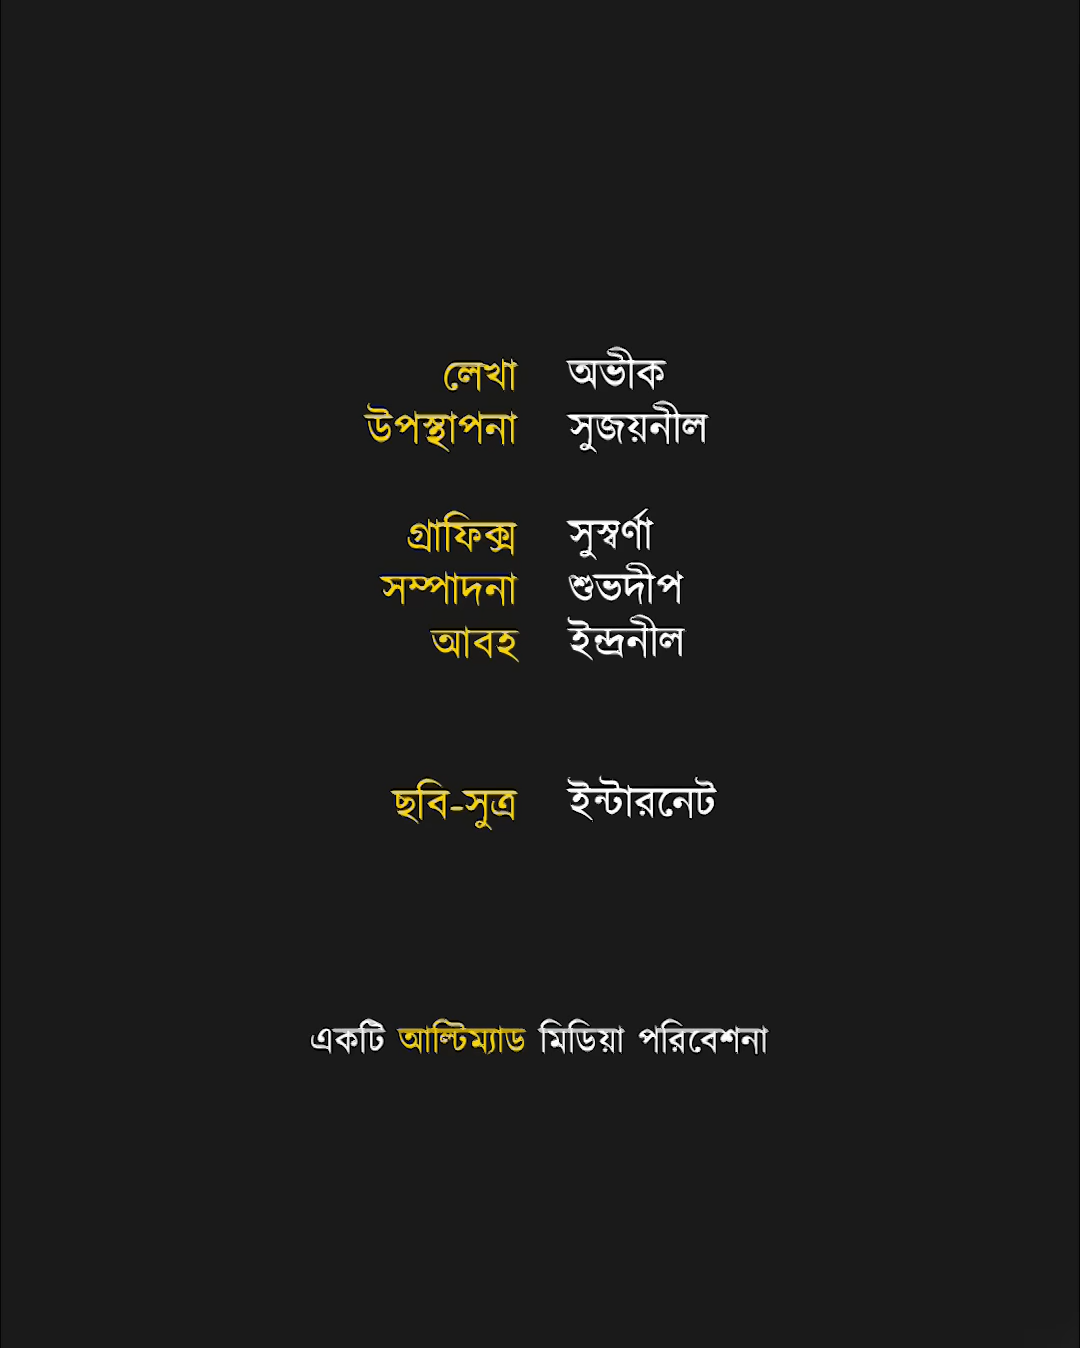 লেখা অভীক
উপস্থাপনা সুজয়নীল
গ্রাফিক্স সুস্বর্ণা
সম্পাদনা শুভদীপ
আবহ ইন্দ্রনীল
ছবি-সুত্র ইন্টারনেট
একটি আল্টিম্যাড মিডিয়া পরিবেশনা